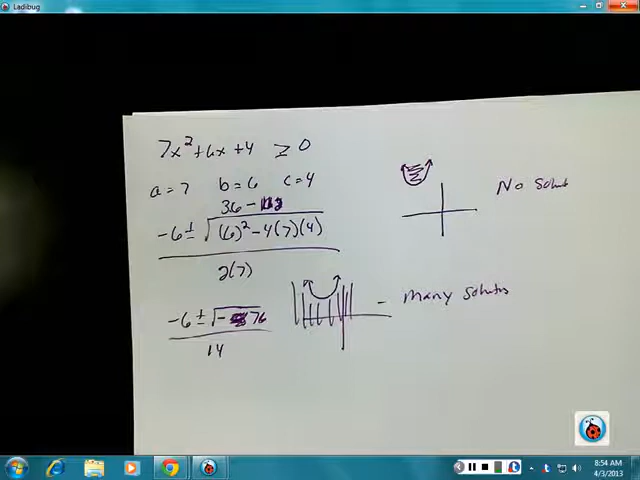 Ladibug
7x² + 6x + 4 ≥ 0
a = 7 b = 6 c = 4
36 - 112
-6 ± √(6)² - 4(7)(4)
2(7)
-6 ± √- 76
14
No Solut
- many solutns
8:54 AM
4/3/2013